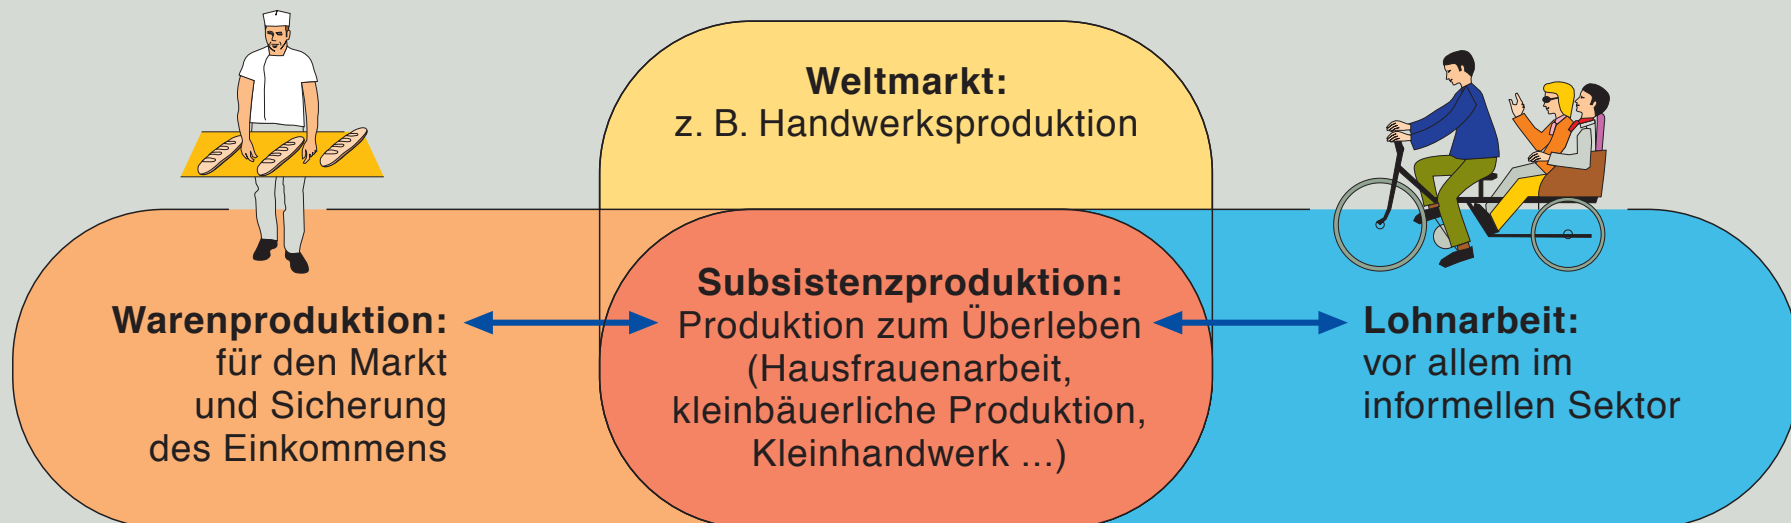 Weltmarkt:
z. B. Handwerksproduktion
Warenproduktion:
für den Markt
und Sicherung
des Einkommens
Subsistenzproduktion:
Produktion zum Überleben
(Hausfrauenarbeit,
kleinbäuerliche Produktion,
Kleinhandwerk ...)
Lohnarbeit:
vor allem im
informellen Sektor